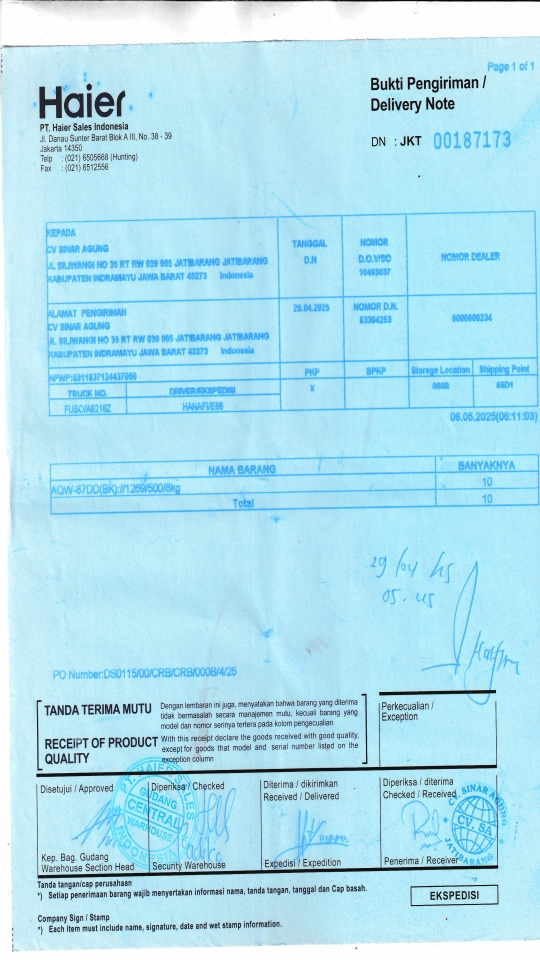 Page 1 of 1
Haier
PT. Haier Sales Indonesia
Jl. Danau Sunter Barat Blok A III, No. 38 - 39
Jakarta 14350
Telp : (021) 6505668 (Hunting)
Fax : (021) 6512556
Bukti Pengiriman /
Delivery Note
DN : JKT 00187173
KEPADA
CV SINAR AGUNG
JL SILIWANGI NO 35 RT RW 039 005 JATIBARANG JATIBARANG
KABUPATEN INDRAMAYU JAWA BARAT 45273 Indonesia
TANGGAL
D.N
NOMOR
D.O./SO
NOMOR DEALER
ALAMAT PENGIRIMAN
CV SINAR AGUNG
JL SILIWANGI NO 35 RT RW 039 005 JATIBARANG JATIBARANG
KABUPATEN INDRAMAYU JAWA BARAT 45273 Indonesia
29.04.2025
NOMOR D.N.
83394253
NPWP:0311837124437000
PKP
BPKP
Storage Location
Shipping Point
TRUCK NO.
DRIVER/EKSPEDISI
X
000B
65D1
HANAFI/E86
06.05.2025(06:11:03)
NAMA BARANG
BANYAKNYA
AQW-87DD(BK)://1269/500/8kg
10
Total
10
29/04
PO Number:DS0115/00/CRB/CRB/000B/4/25
TANDA TERIMA MUTU
Dengan lembaran ini juga, menyatakan bahwa barang yang diterima
tidak bermasalah secara manajemen mutu, kecuali barang yang
model dan nomor serinya tertera pada kolom pengecualian
RECEIPT OF PRODUCT
QUALITY
With this receipt declare the goods received with good quality,
except for goods that model and serial number listed on the
exception column
Perkecualian /
Exception
Disetujui / Approved
Diperiksa / Checked
Diterima / dikirimkan
Received / Delivered
Diperiksa / diterima
Checked / Received
PT. HAIER SALES
GUDANG
CENTRAL
WAREHOUSE
INDONESIA
CV. SINAR AGUNG
CV. SA
JATIBARANG
Kep. Bag. Gudang
Warehouse Section Head
Security Warehouse
Expedisi / Expedition
Penerima / Receiver
Tanda tangan/cap perusahaan
*) Setiap penerimaan barang wajib menyertakan informasi nama, tanda tangan, tanggal dan Cap basah.
EKSPEDISI
Company Sign / Stamp
*) Each item must include name, signature, date and wet stamp information.